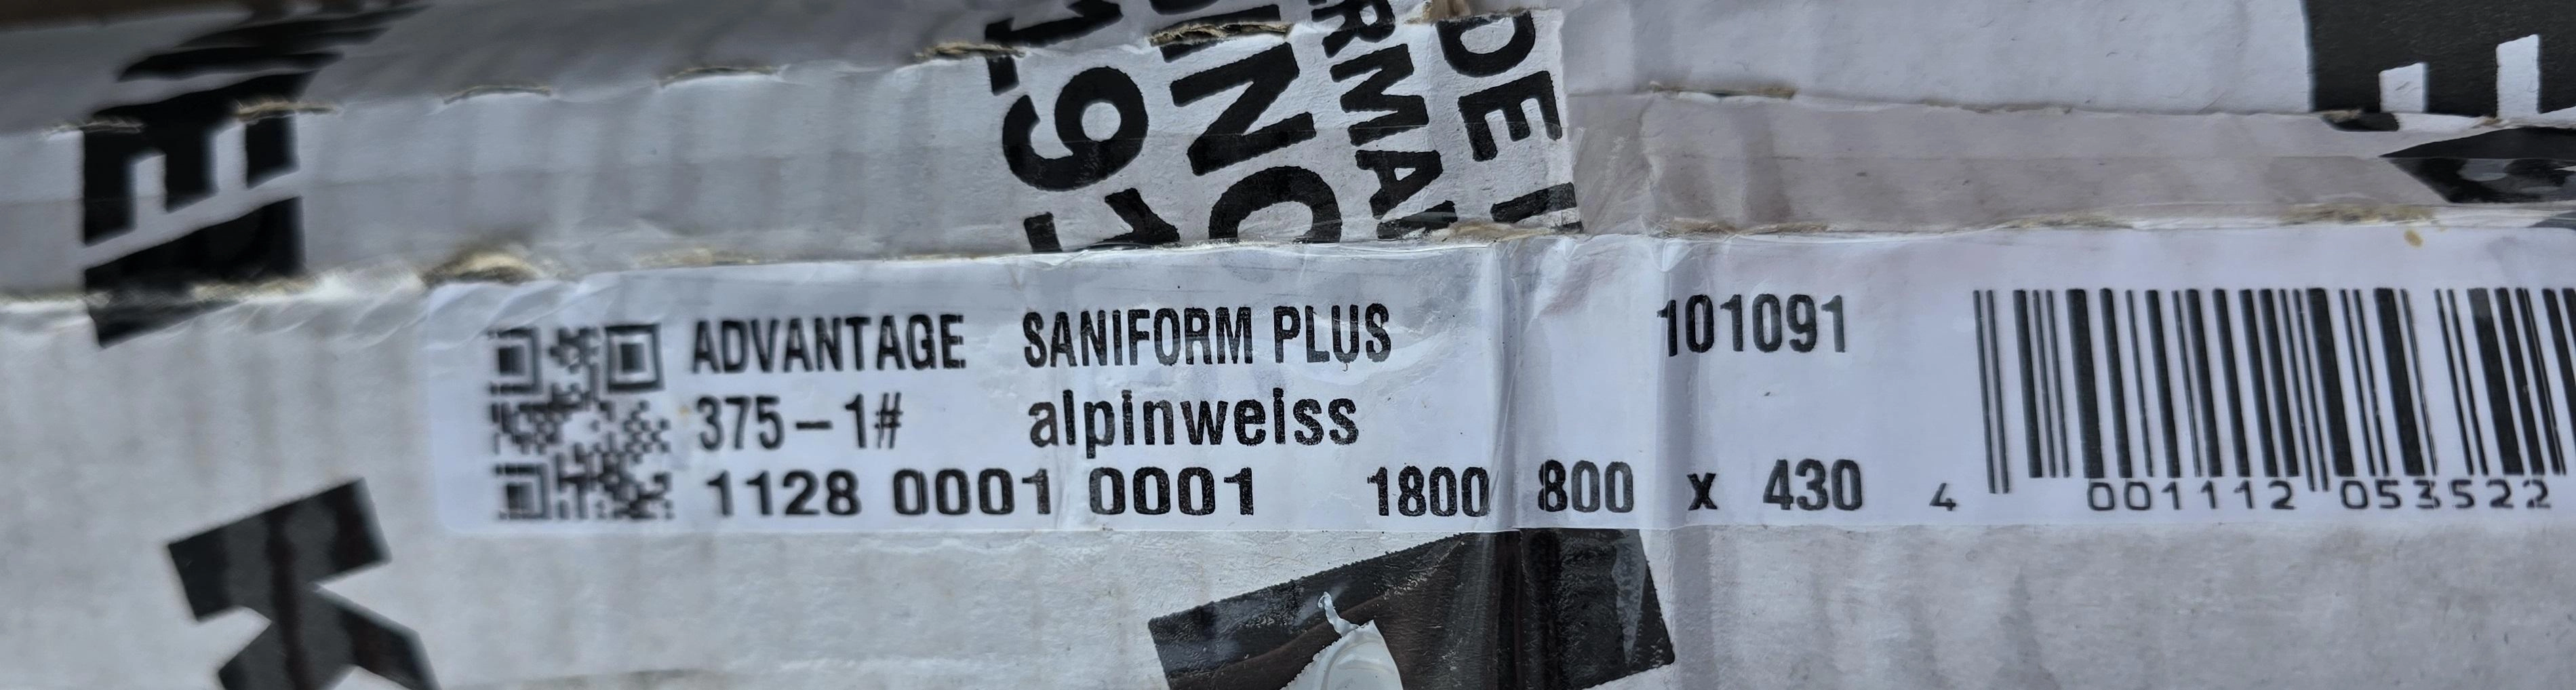 ADVANTAGE SANIFORM PLUS 101091
375-1# alpinweiss
1128 0001 0001 1800 800 x 430
4 001112 053522